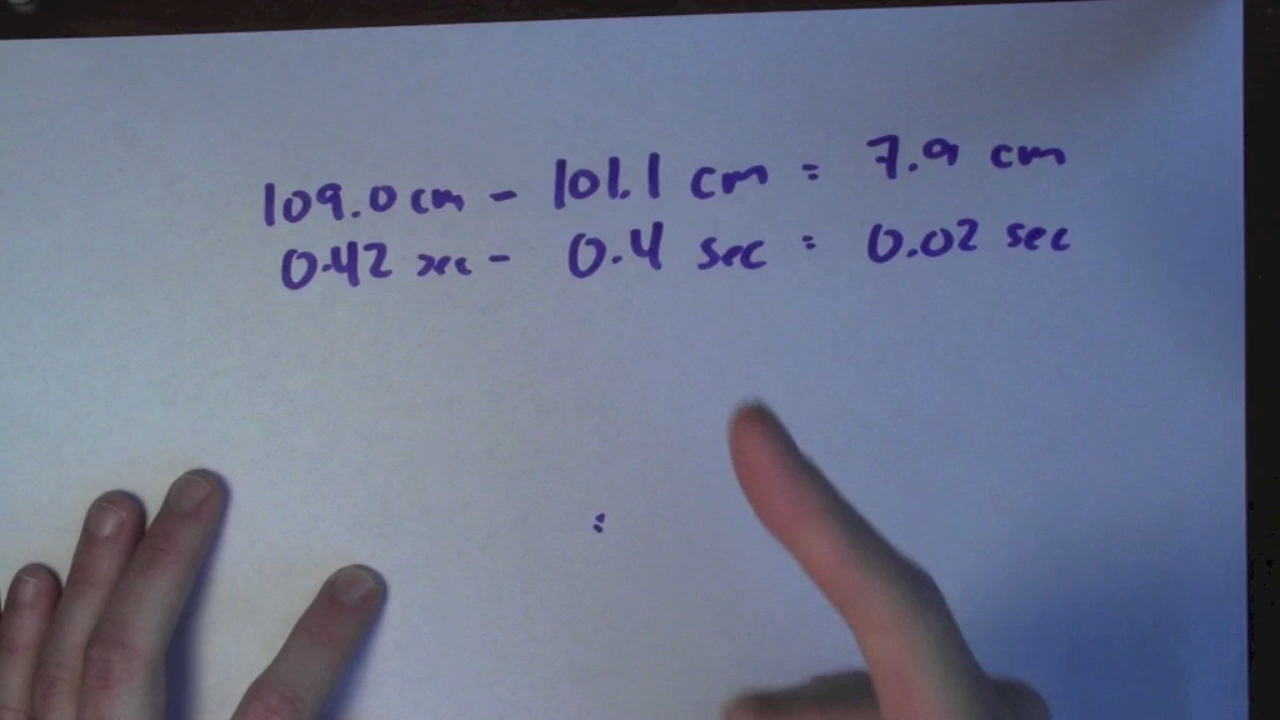 109.0 cm - 101.1 cm = 7.9 cm
0.42 sec - 0.4 sec = 0.02 sec